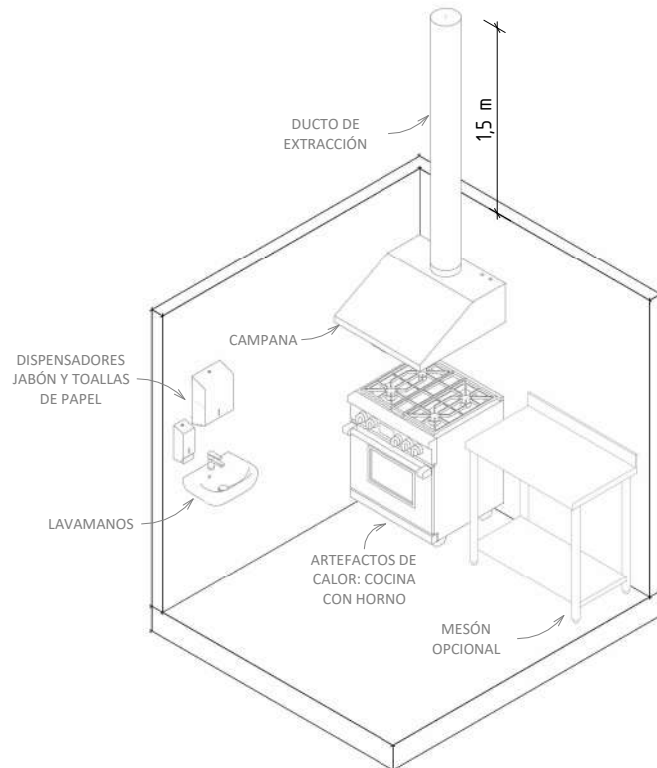 DUCTO DE
EXTRACCIÓN
1,5 m
CAMPANA
DISPENSADORES
JABÓN Y TOALLAS
DE PAPEL
LAVAMANOS
ARTEFACTOS DE
CALOR: COCINA
CON HORNO
MESÓN
OPCIONAL